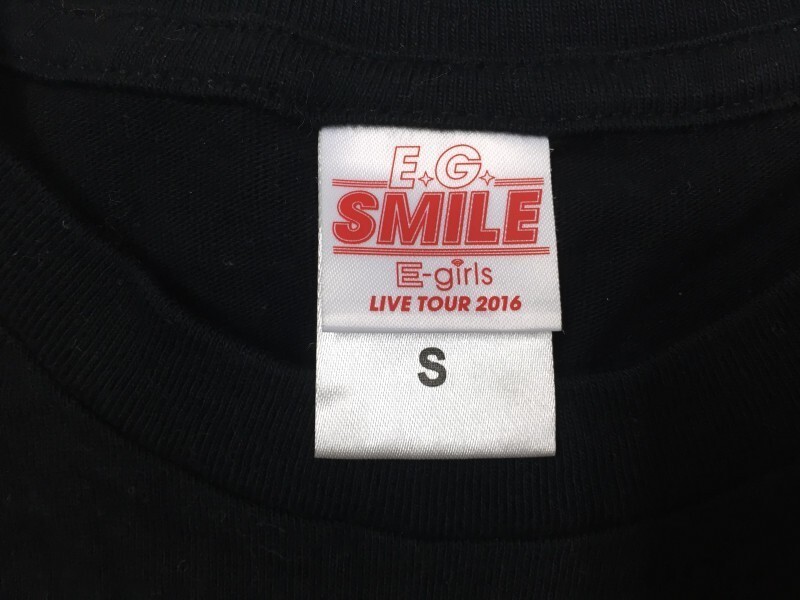 E.G.
SMILE
E-girls
LIVE TOUR 2016
S